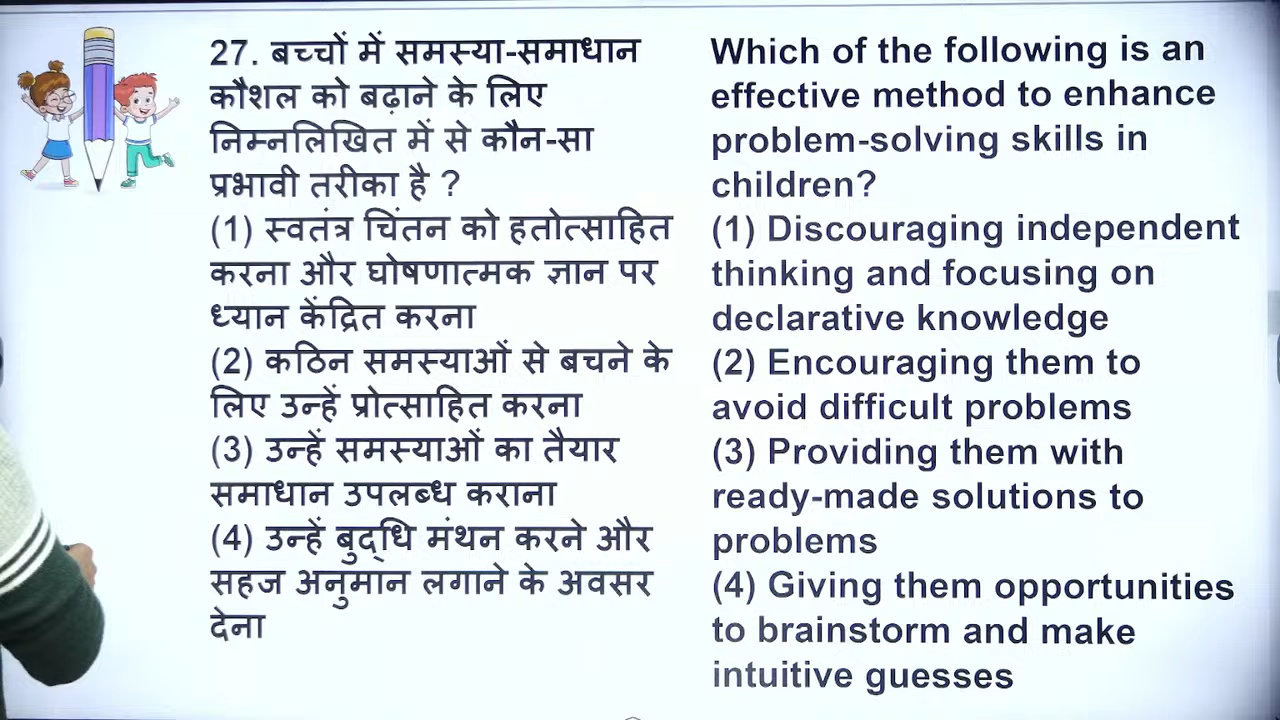 27. बच्चों में समस्या-समाधान
कौशल को बढ़ाने के लिए
निम्नलिखित में से कौन-सा
प्रभावी तरीका है ?
(1) स्वतंत्र चिंतन को हतोत्साहित
करना और घोषणात्मक ज्ञान पर
ध्यान केंद्रित करना
(2) कठिन समस्याओं से बचने के
लिए उन्हें प्रोत्साहित करना
(3) उन्हें समस्याओं का तैयार
समाधान उपलब्ध कराना
(4) उन्हें बुद्धि मंथन करने और
सहज अनुमान लगाने के अवसर
देना
Which of the following is an
effective method to enhance
problem-solving skills in
children?
(1) Discouraging independent
thinking and focusing on
declarative knowledge
(2) Encouraging them to
avoid difficult problems
(3) Providing them with
ready-made solutions to
problems
(4) Giving them opportunities
to brainstorm and make
intuitive guesses